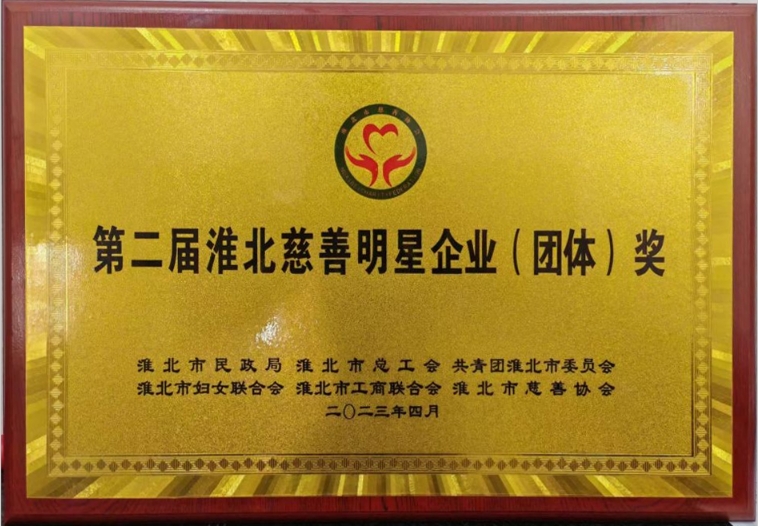 第二届淮北慈善明星企业（团体）奖
淮北市民政局 淮北市总工会 共青团淮北市委员会
淮北市妇女联合会 淮北市工商联合会 淮北市慈善协会
二〇二三年四月